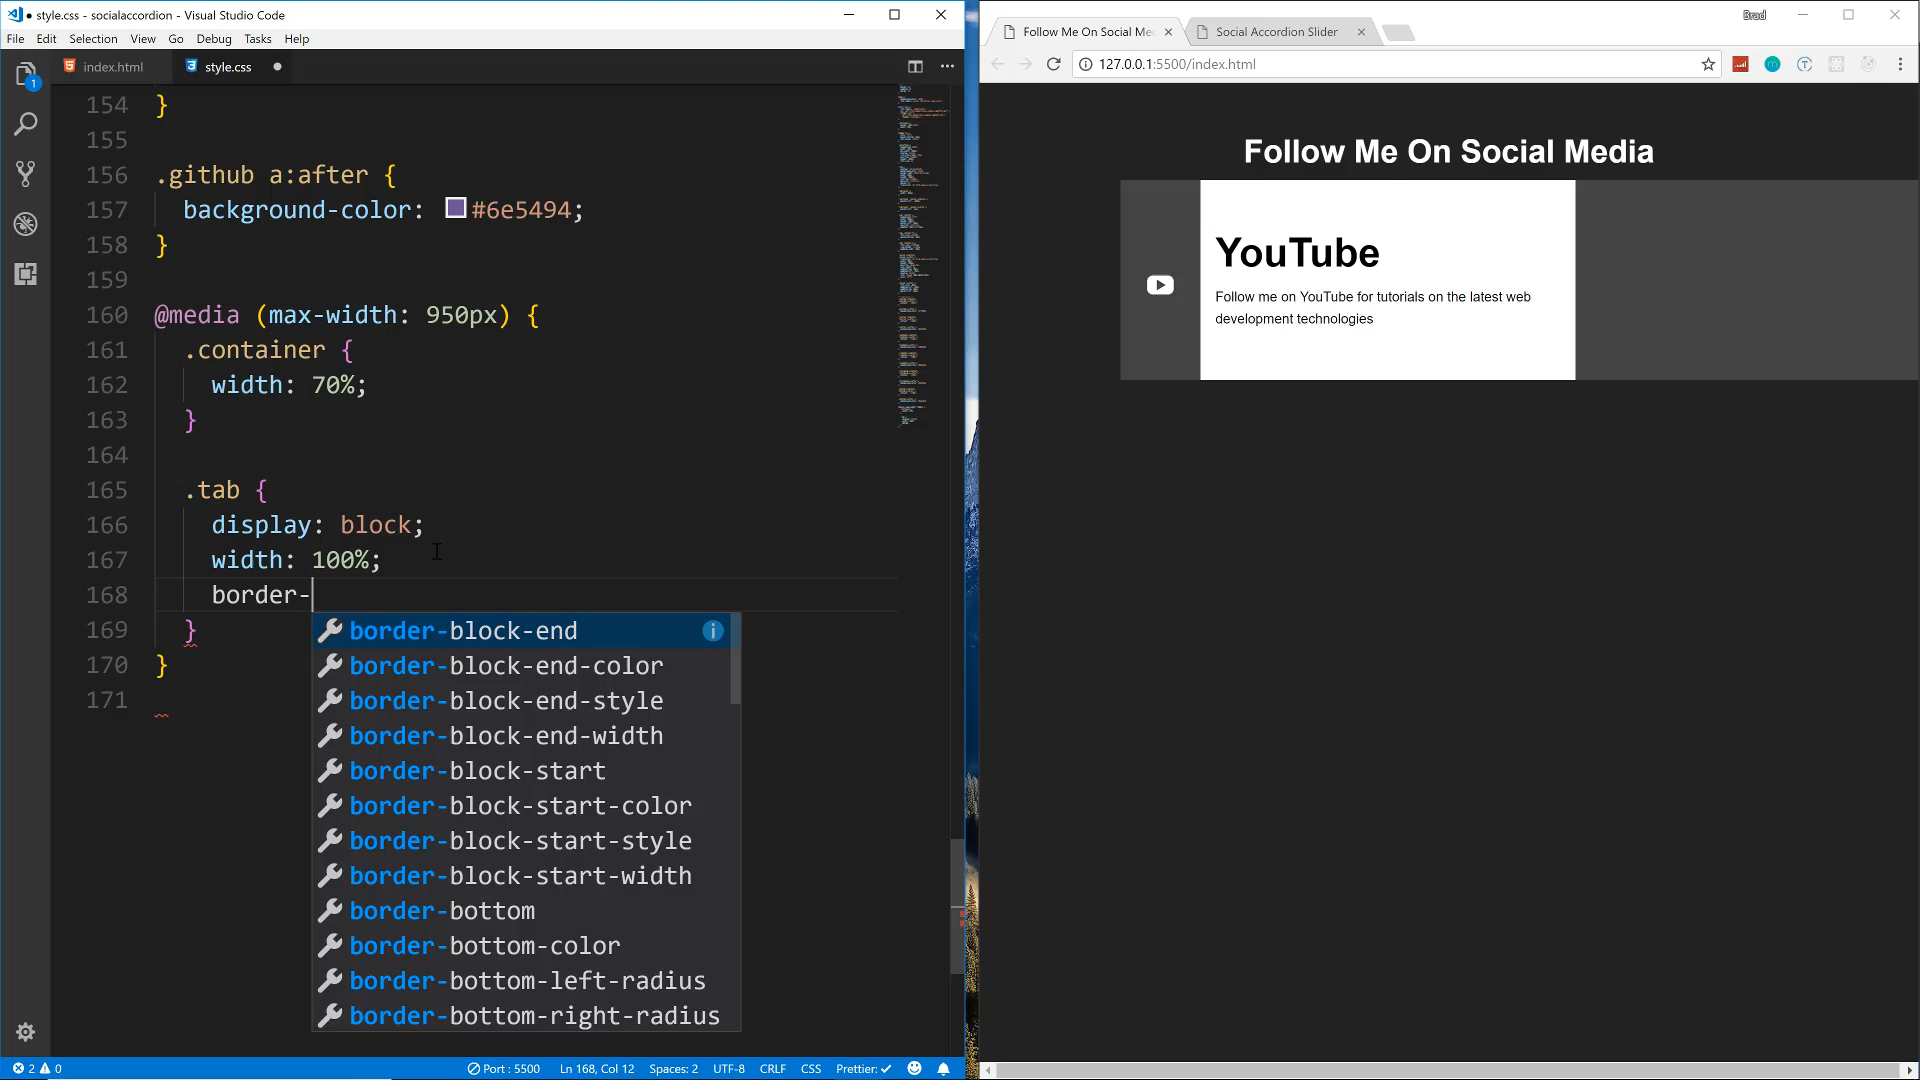 style.css - socialaccordion - Visual Studio Code
File Edit Selection View Go Debug Tasks Help
index.html
style.css
1
154 }
155
156 .github a:after {
157 background-color: #6e5494;
158 }
159
160 @media (max-width: 950px) {
161 .container {
162 width: 70%;
163 }
164
165 .tab {
166 display: block;
167 width: 100%;
168 border-
169 }
170 }
171
border-block-end
border-block-end-color
border-block-end-style
border-block-end-width
border-block-start
border-block-start-color
border-block-start-style
border-block-start-width
border-bottom
border-bottom-color
border-bottom-left-radius
border-bottom-right-radius
2 0 Port : 5500 Ln 168, Col 12 Spaces: 2 UTF-8 CRLF CSS Prettier: ✓
Brad
Follow Me On Social Me
Social Accordion Slider
127.0.0.1:5500/index.html
Follow Me On Social Media
YouTube
Follow me on YouTube for tutorials on the latest web
development technologies